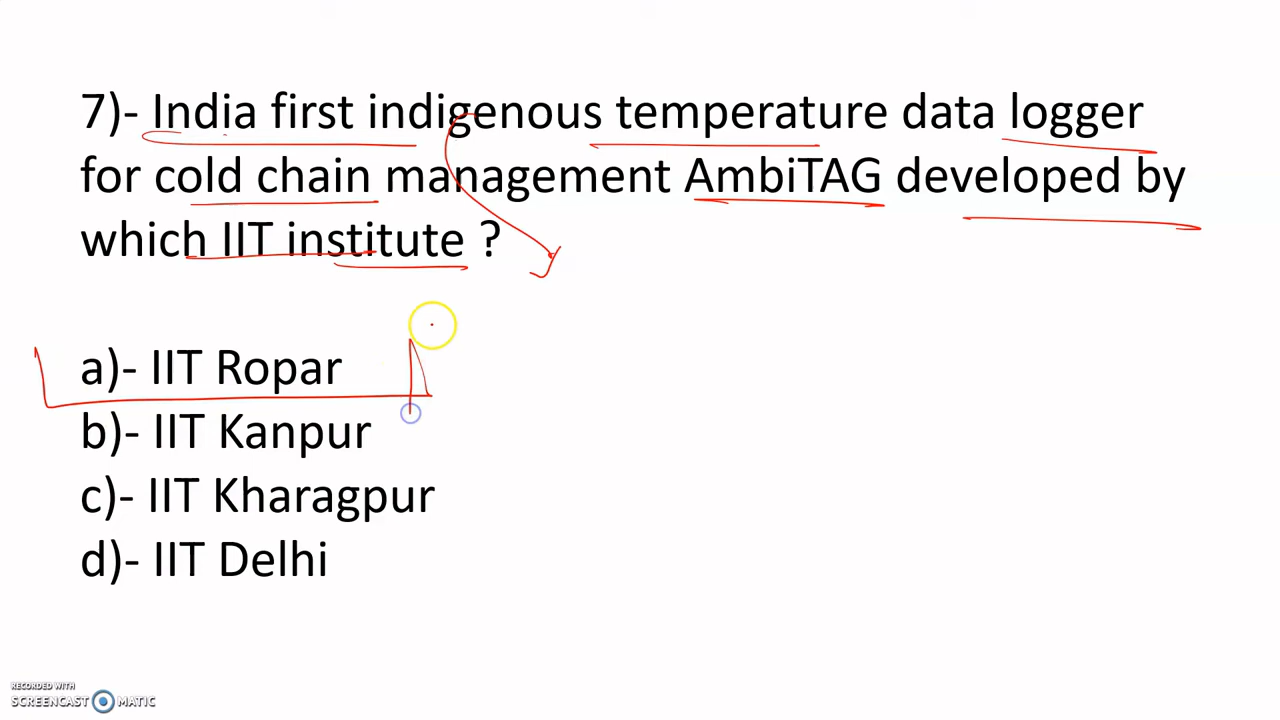 7)- India first indigenous temperature data logger
for cold chain management AmbiTAG developed by
which IIT institute ?
a)- IIT Ropar
b)- IIT Kanpur
c)- IIT Kharagpur
d)- IIT Delhi
RECORDED WITH
SCREENCAST MATIC